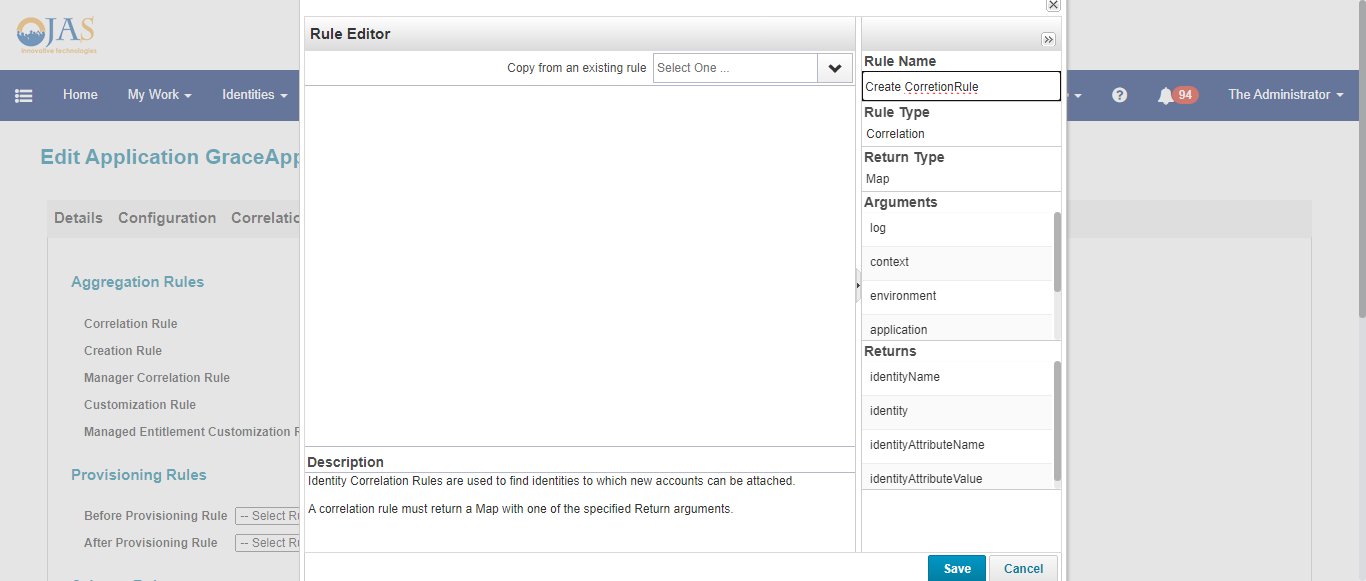 OJAS
innovative technologies
Home
My Work
Identities
94
The Administrator
Edit Application GraceApp
Details
Configuration
Correlatio
Aggregation Rules
Correlation Rule
Creation Rule
Manager Correlation Rule
Customization Rule
Managed Entitlement Customization R
Provisioning Rules
Before Provisioning Rule
-- Select Ru
After Provisioning Rule
-- Select Ru
Rule Editor
Copy from an existing rule
Select One ...
Description
Identity Correlation Rules are used to find identities to which new accounts can be attached.
A correlation rule must return a Map with one of the specified Return arguments.
Rule Name
Create CorretionRule
Rule Type
Correlation
Return Type
Map
Arguments
log
context
environment
application
Returns
identityName
identity
identityAttributeName
identityAttributeValue
Save
Cancel